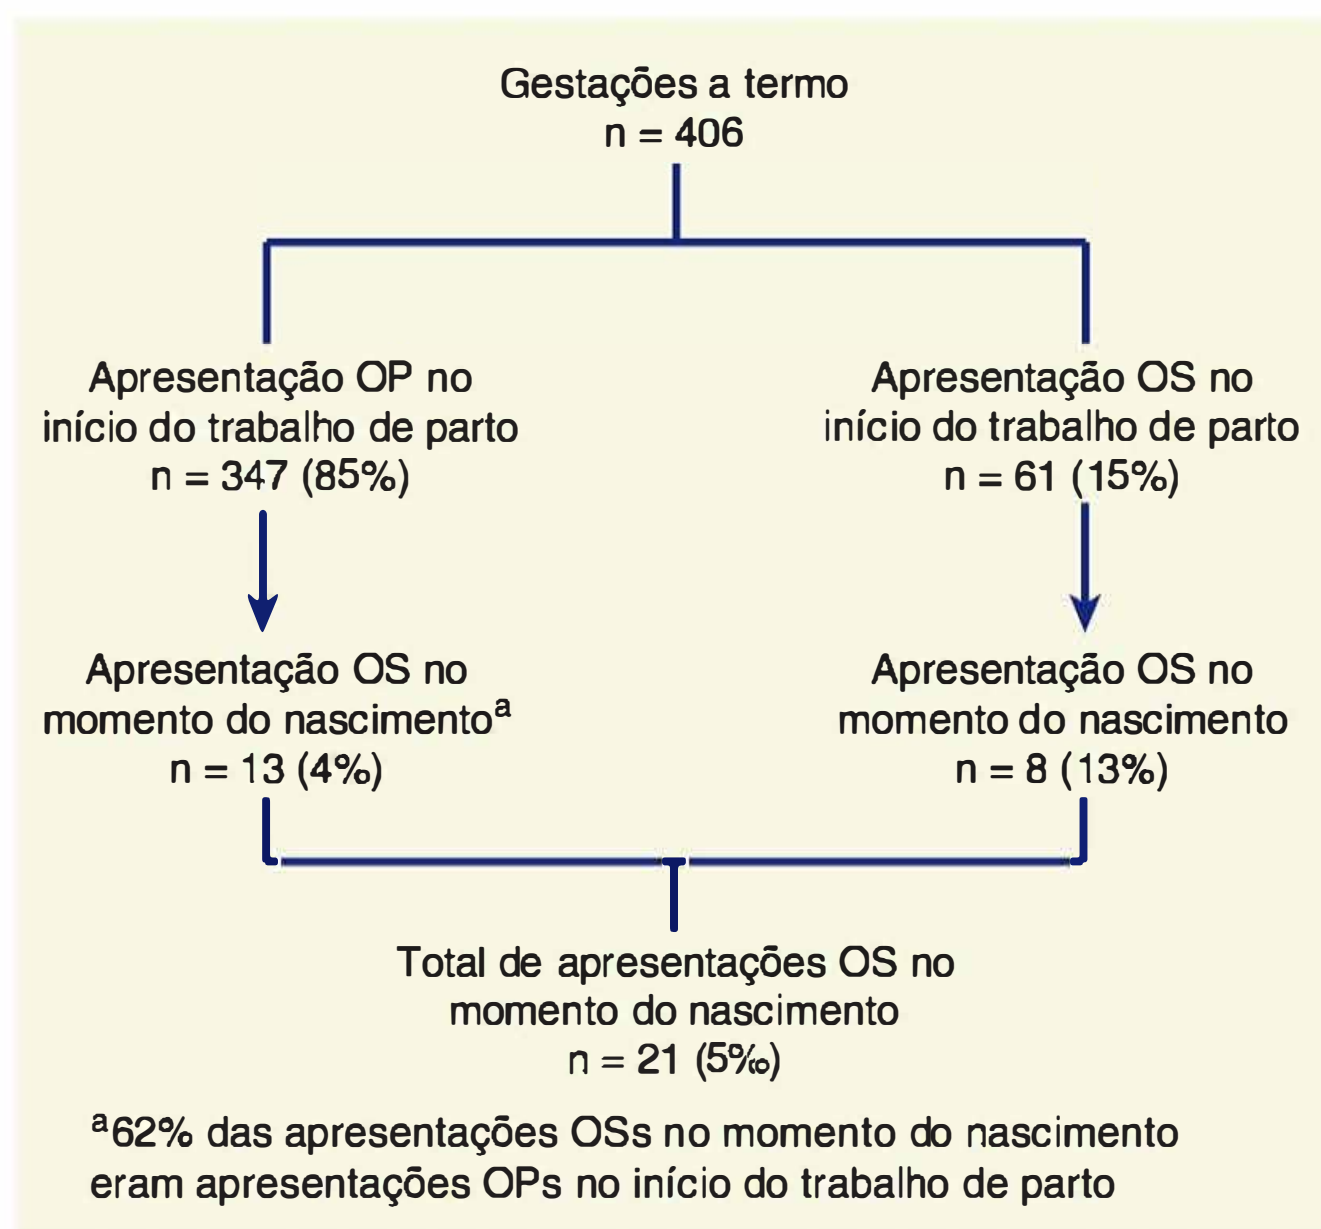 Gestações a termo
n = 406
Apresentação OP no
início do trabalho de parto
n = 347 (85%)
Apresentação OS no
início do trabalho de parto
n = 61 (15%)
Apresentação OS no
momento do nascimentoᵃ
n = 13 (4%)
Apresentação OS no
momento do nascimento
n = 8 (13%)
Total de apresentações OS no
momento do nascimento
n = 21 (5%)
ᵃ62% das apresentações OSs no momento do nascimento
eram apresentações OPs no início do trabalho de parto